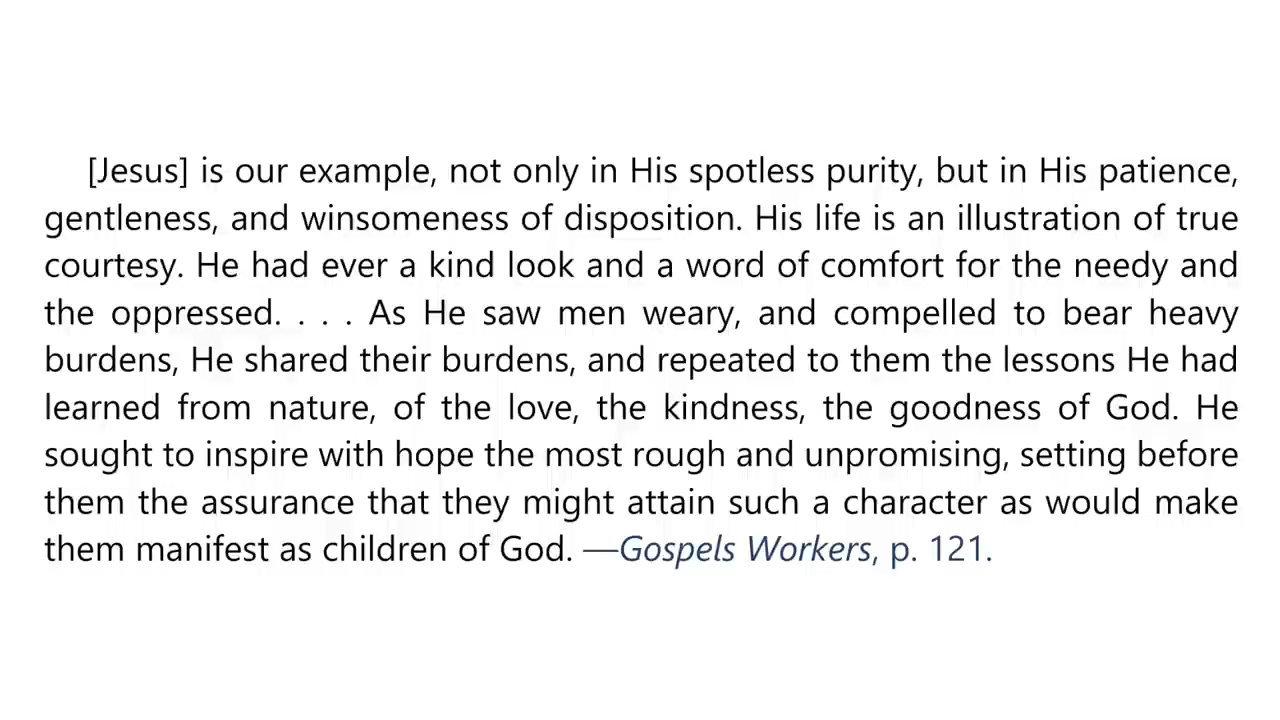 [Jesus] is our example, not only in His spotless purity, but in His patience,
gentleness, and winsomeness of disposition. His life is an illustration of true
courtesy. He had ever a kind look and a word of comfort for the needy and
the oppressed. . . . As He saw men weary, and compelled to bear heavy
burdens, He shared their burdens, and repeated to them the lessons He had
learned from nature, of the love, the kindness, the goodness of God. He
sought to inspire with hope the most rough and unpromising, setting before
them the assurance that they might attain such a character as would make
them manifest as children of God. —Gospels Workers, p. 121.